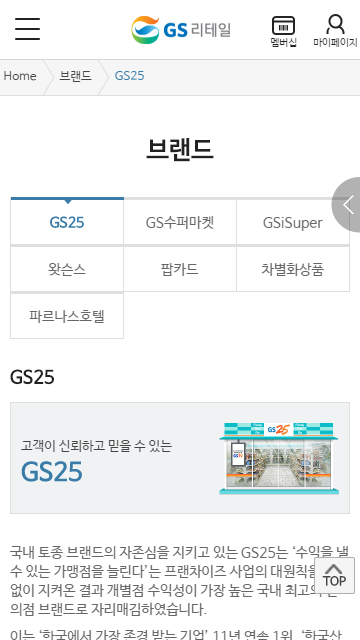 GS 리테일
멤버십 마이페이지
Home 브랜드 GS25
브랜드
GS25 GS수퍼마켓 GSiSuper
왓슨스 팝카드 차별화상품
파르나스호텔
GS25
고객이 신뢰하고 믿을 수 있는
GS25
GS25
국내 토종 브랜드의 자존심을 지키고 있는 GS25는 ‘수익을 낼
수 있는 가맹점을 늘린다’는 프랜차이즈 사업의 대원칙을
없이 지켜온 결과 개별점 수익성이 가장 높은 국내 최고의
의점 브랜드로 자리매김하였습니다.
TOP
이는 ‘한국에서 가장 존경 받는 기업’ 11년 연속 1위, ‘한국산